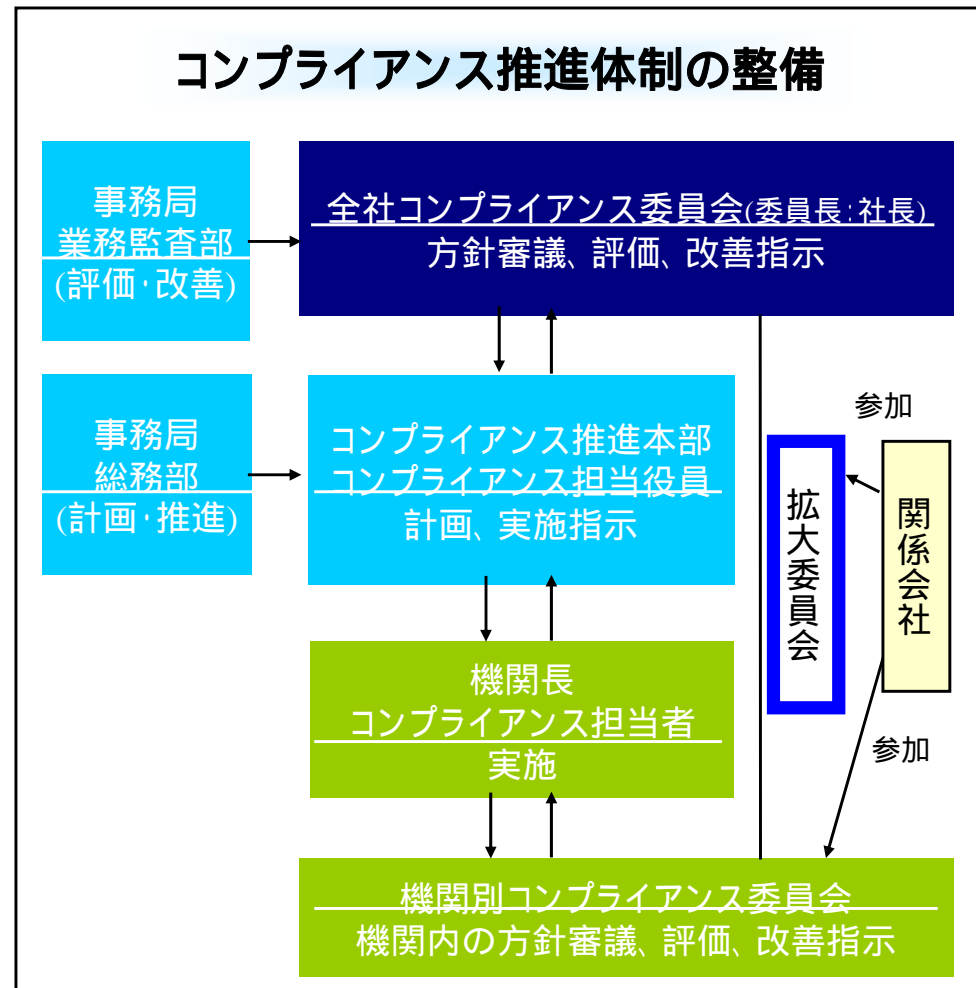 コンプライアンス推進体制の整備
事務局
業務監査部
(評価・改善)
全社コンプライアンス委員会(委員長:社長)
方針審議、評価、改善指示
事務局
総務部
(計画・推進)
コンプライアンス推進本部
コンプライアンス担当役員
計画、実施指示
参加
拡大委員会
関係会社
機関長
コンプライアンス担当者
実施
参加
機関別コンプライアンス委員会
機関内の方針審議、評価、改善指示